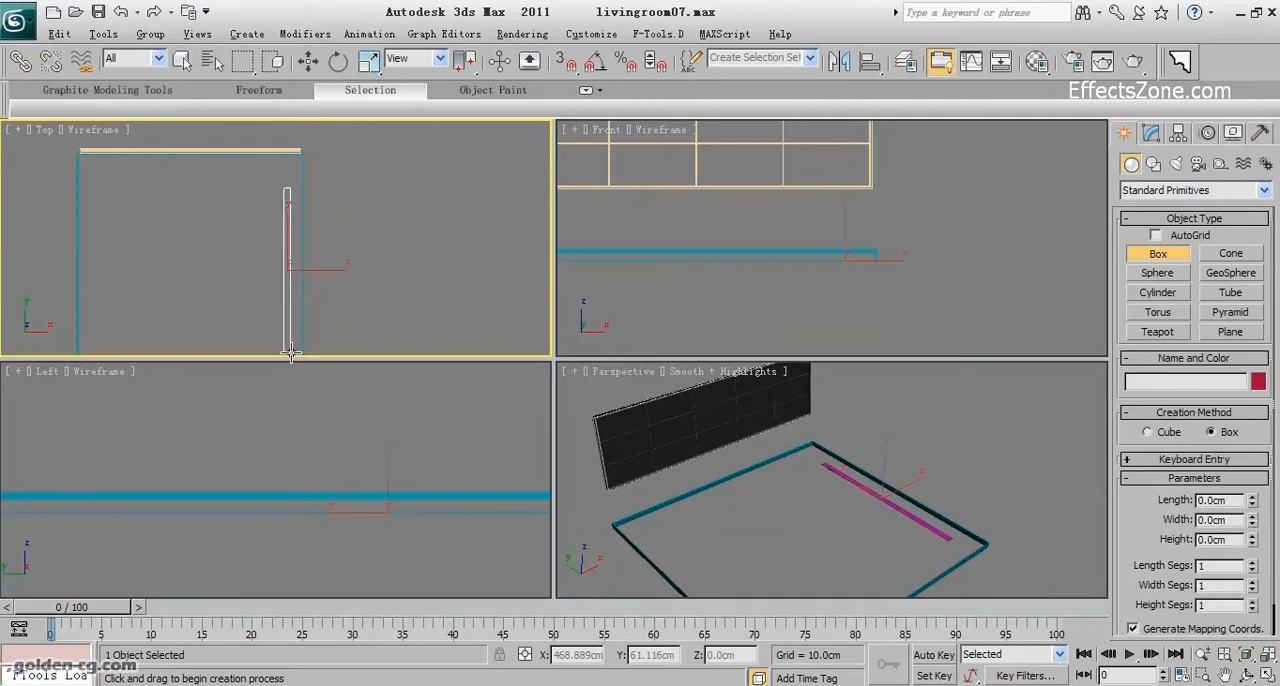 Autodesk 3ds Max 2011 livingroom07.max
Type a keyword or phrase
Edit Tools Group Views Create Modifiers Animation Graph Editors Rendering Customize F-Tools.D MAXScript Help
All
View
Create Selection Set
Graphite Modeling Tools Freeform Selection Object Paint
EffectsZone.com
[ + [] Top [] Wireframe ]
[ + [] Front [] Wireframe ]
Standard Primitives
- Object Type
AutoGrid
Box Cone
Sphere GeoSphere
Cylinder Tube
Torus Pyramid
Teapot Plane
- Name and Color
[ + [] Left [] Wireframe ]
[ + [] Perspective [] Smooth + Highlights ]
- Creation Method
Cube Box
+ Keyboard Entry
- Parameters
Length: 0.0cm
Width: 0.0cm
Height: 0.0cm
Length Segs: 1
Width Segs: 1
Height Segs: 1
Generate Mapping Coords.
< 0 / 100 >
0 5 10 15 20 25 30 35 40 45 50 55 60 65 70 75 80 85 90 95 100
1 Object Selected
X: 468.889cm Y: 61.116cm Z: 0.0cm
Grid = 10.0cm
Auto Key Selected
golden-cg.com
"FTools Loa
Click and drag to begin creation process
Add Time Tag
Set Key Key Filters...
0